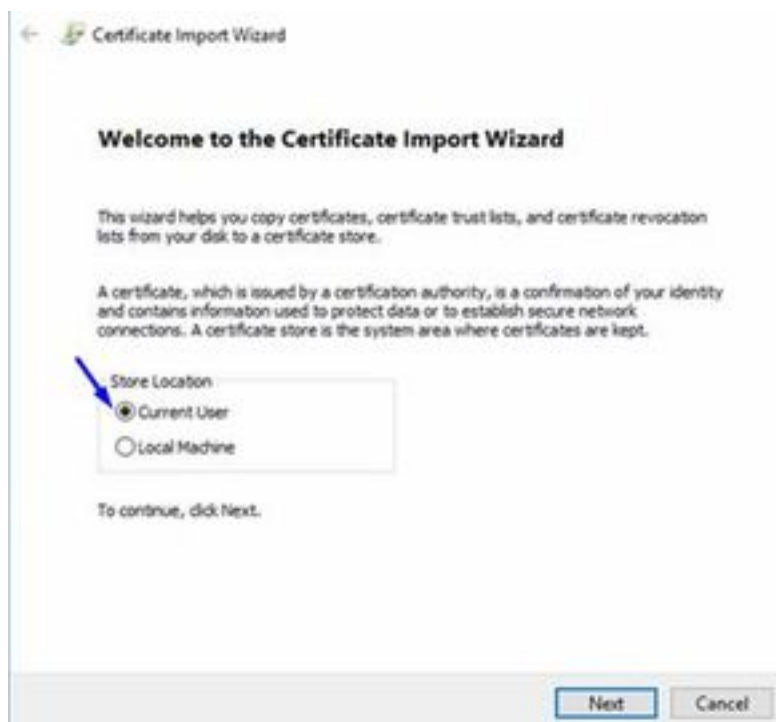 Certificate Import Wizard
Welcome to the Certificate Import Wizard
This wizard helps you copy certificates, certificate trust lists, and certificate revocation
lists from your disk to a certificate store.
A certificate, which is issued by a certification authority, is a confirmation of your identity
and contains information used to protect data or to establish secure network
connections. A certificate store is the system area where certificates are kept.
Store Location
Current User
Local Machine
To continue, click Next.
Next Cancel